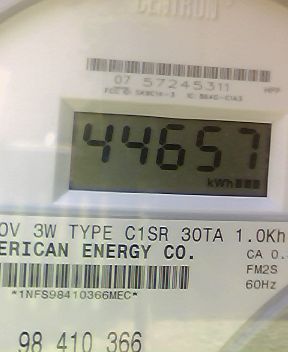 CENTRON
07 57245311
44657
kWh
0V 3W TYPE C1SR 30TA 1.0Kh
ERICAN ENERGY CO.
CA 0.
FM2S
60Hz
*1NFS98410366MEC*
98 410 366